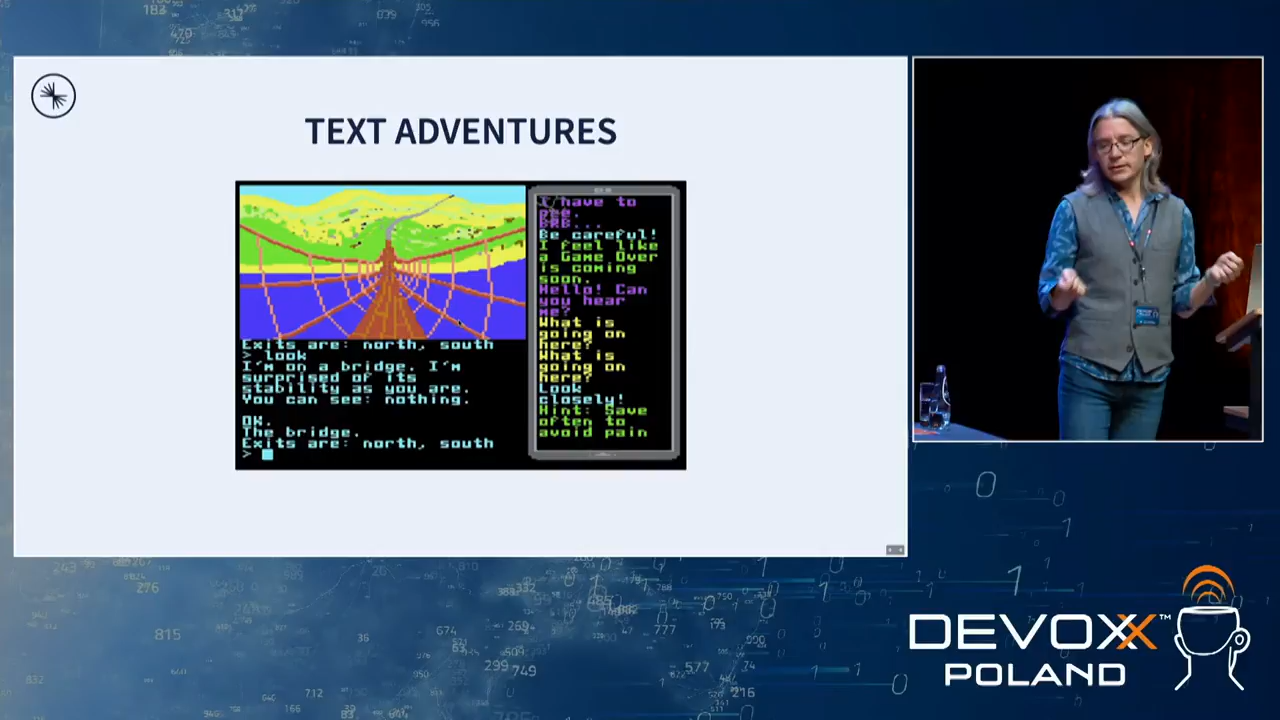 TEXT ADVENTURES
Exits are: north, south
> look
I'm on a bridge. I'm
surprised of its
stability as you are.
You can see: nothing.
OK.
The bridge.
Exits are: north, south
>
I have to
pee.
BRB...
Be careful!
I feel like
a Game Over
is coming
soon.
Hello! Can
you hear
me?
What is
going on
here?
What is
going on
here?
Look
closely!
Hint: Save
often to
avoid pain
DEVOXX™
POLAND